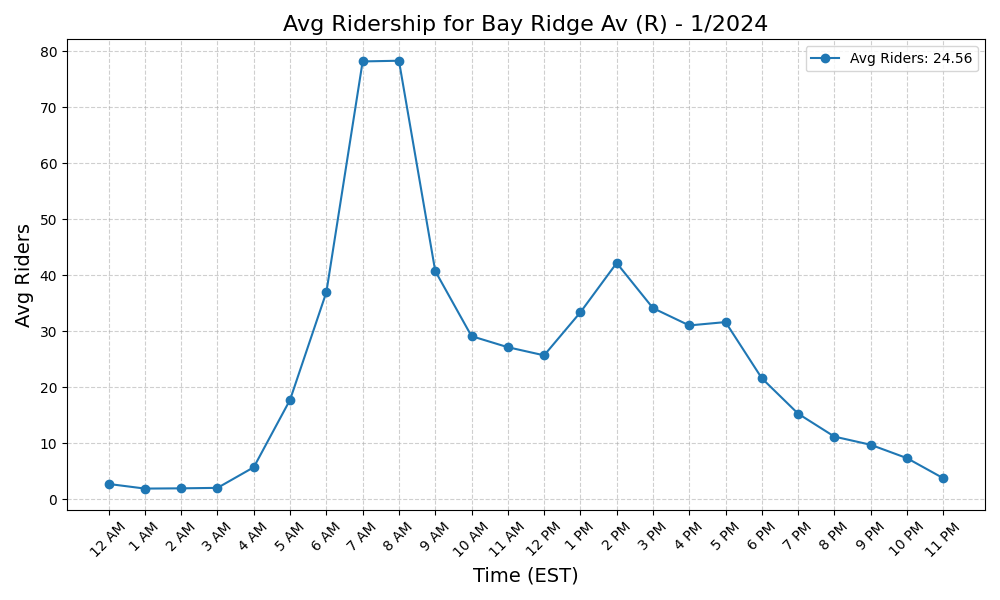 Avg Ridership for Bay Ridge Av (R) - 1/2024
Avg Riders: 24.56
Avg Riders
80
70
60
50
40
30
20
10
0
12 AM
1 AM
2 AM
3 AM
4 AM
5 AM
6 AM
7 AM
8 AM
9 AM
10 AM
11 AM
12 PM
1 PM
2 PM
3 PM
4 PM
5 PM
6 PM
7 PM
8 PM
9 PM
10 PM
11 PM
Time (EST)